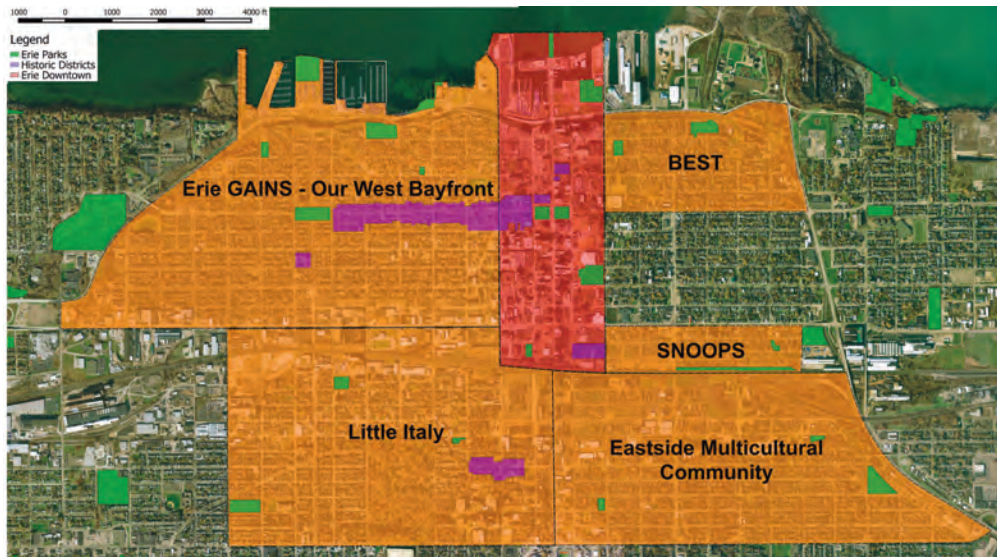 1000 0 1000 2000 3000 4000 ft
Legend
Erie Parks
Historic Districts
Erie Downtown
Erie GAINS - Our West Bayfront
BEST
SNOOPS
Little Italy
Eastside Multicultural
Community